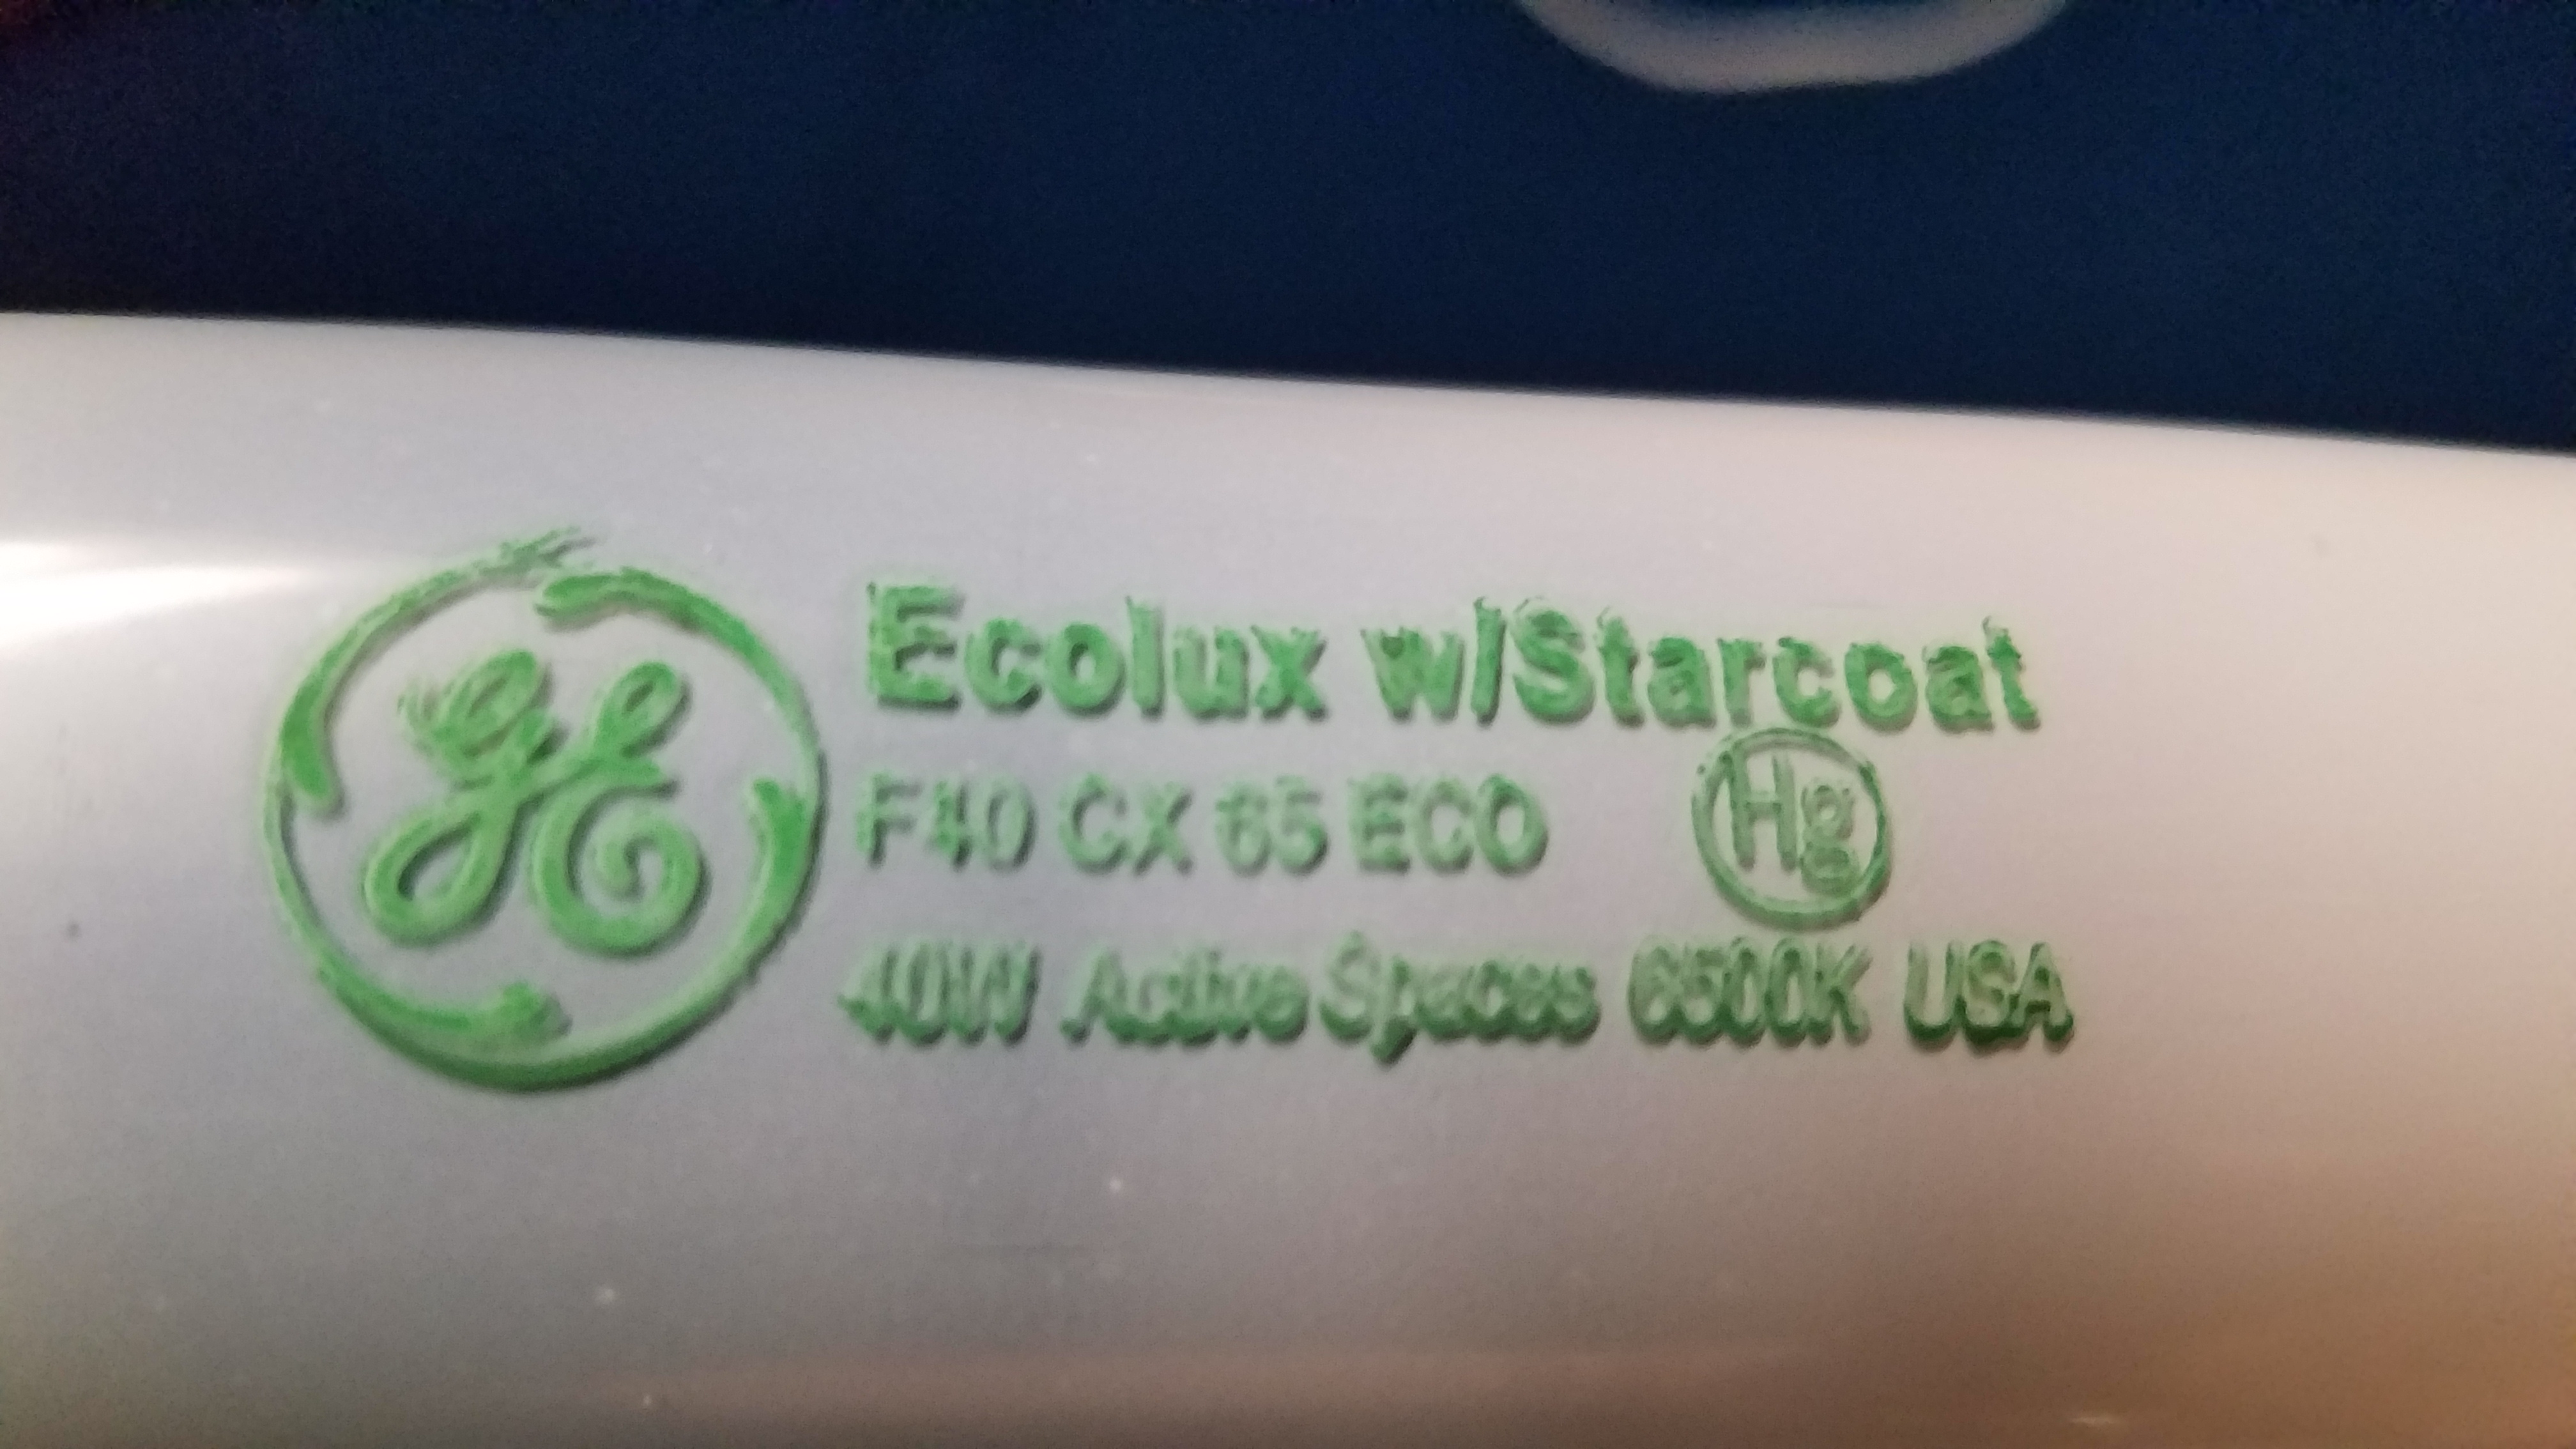 GE
Ecolux w/Starcoat
F40 CX 65 ECO
Hg
40W Active Spaces 6500K USA